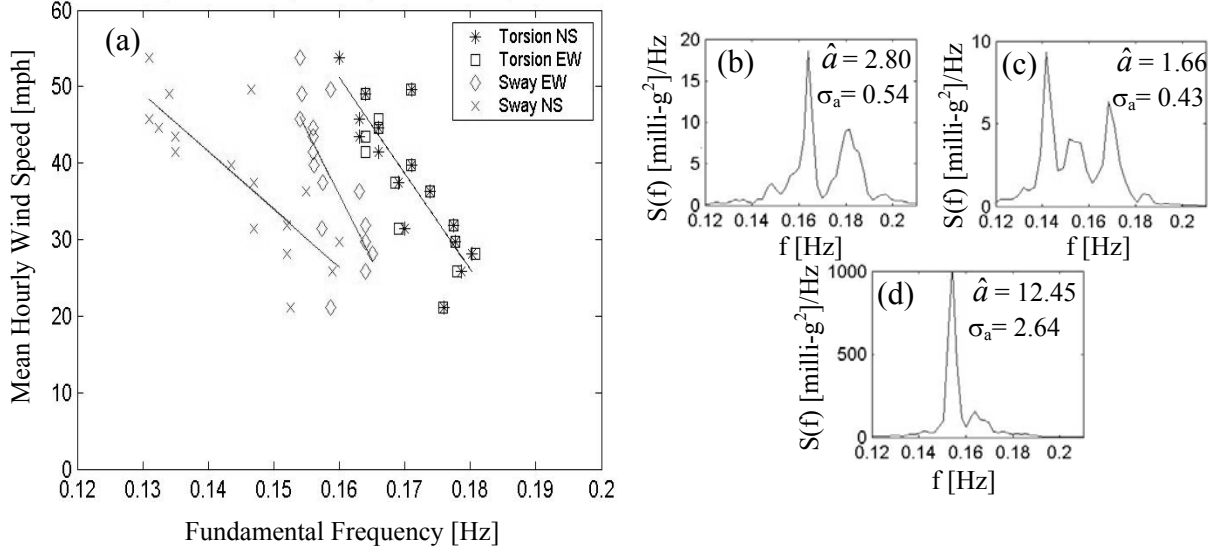 60
50
40
30
20
10
0
Mean Hourly Wind Speed [mph]
(a)
Torsion NS
Torsion EW
Sway EW
Sway NS
0.12 0.13 0.14 0.15 0.16 0.17 0.18 0.19 0.2
Fundamental Frequency [Hz]
20
15
10
5
0
S(f) [milli-g²]/Hz
(b)
â = 2.80
σₐ = 0.54
0.12 0.14 0.16 0.18 0.2
f [Hz]
10
5
0
S(f) [milli-g²]/Hz
(c)
â = 1.66
σₐ = 0.43
0.12 0.14 0.16 0.18 0.2
f [Hz]
1000
500
0
S(f) [milli-g²]/Hz
(d)
â = 12.45
σₐ = 2.64
0.12 0.14 0.16 0.18 0.2
f [Hz]